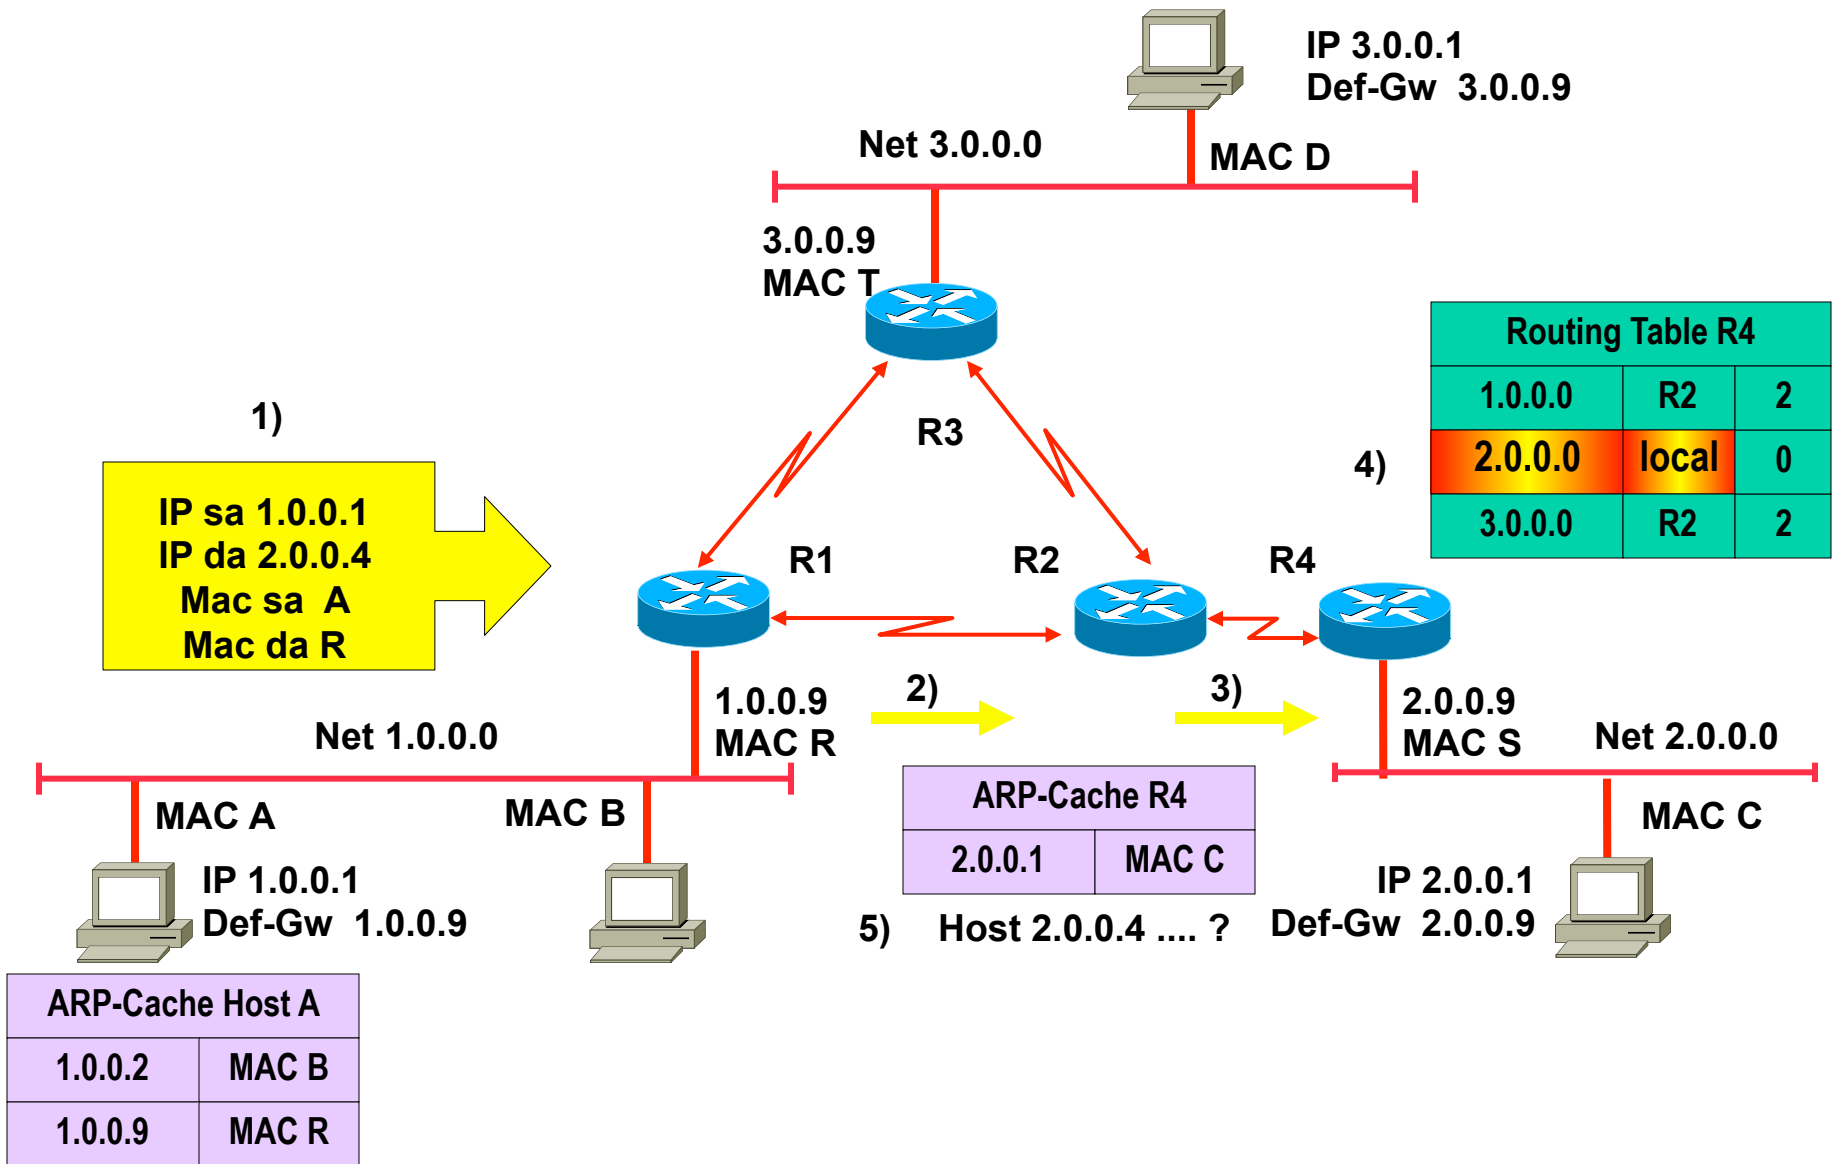 IP 3.0.0.1
Def-Gw 3.0.0.9
Net 3.0.0.0
MAC D
3.0.0.9
MAC T
R3
Routing Table R4
1.0.0.0 R2 2
2.0.0.0 local 0
3.0.0.0 R2 2
4)
1)
IP sa 1.0.0.1
IP da 2.0.0.4
Mac sa A
Mac da R
R1
R2
R4
1.0.0.9
MAC R
2)
3)
2.0.0.9
MAC S
Net 1.0.0.0
Net 2.0.0.0
MAC A
MAC B
MAC C
ARP-Cache R4
2.0.0.1 MAC C
IP 1.0.0.1
Def-Gw 1.0.0.9
5) Host 2.0.0.4 .... ?
IP 2.0.0.1
Def-Gw 2.0.0.9
ARP-Cache Host A
1.0.0.2 MAC B
1.0.0.9 MAC R